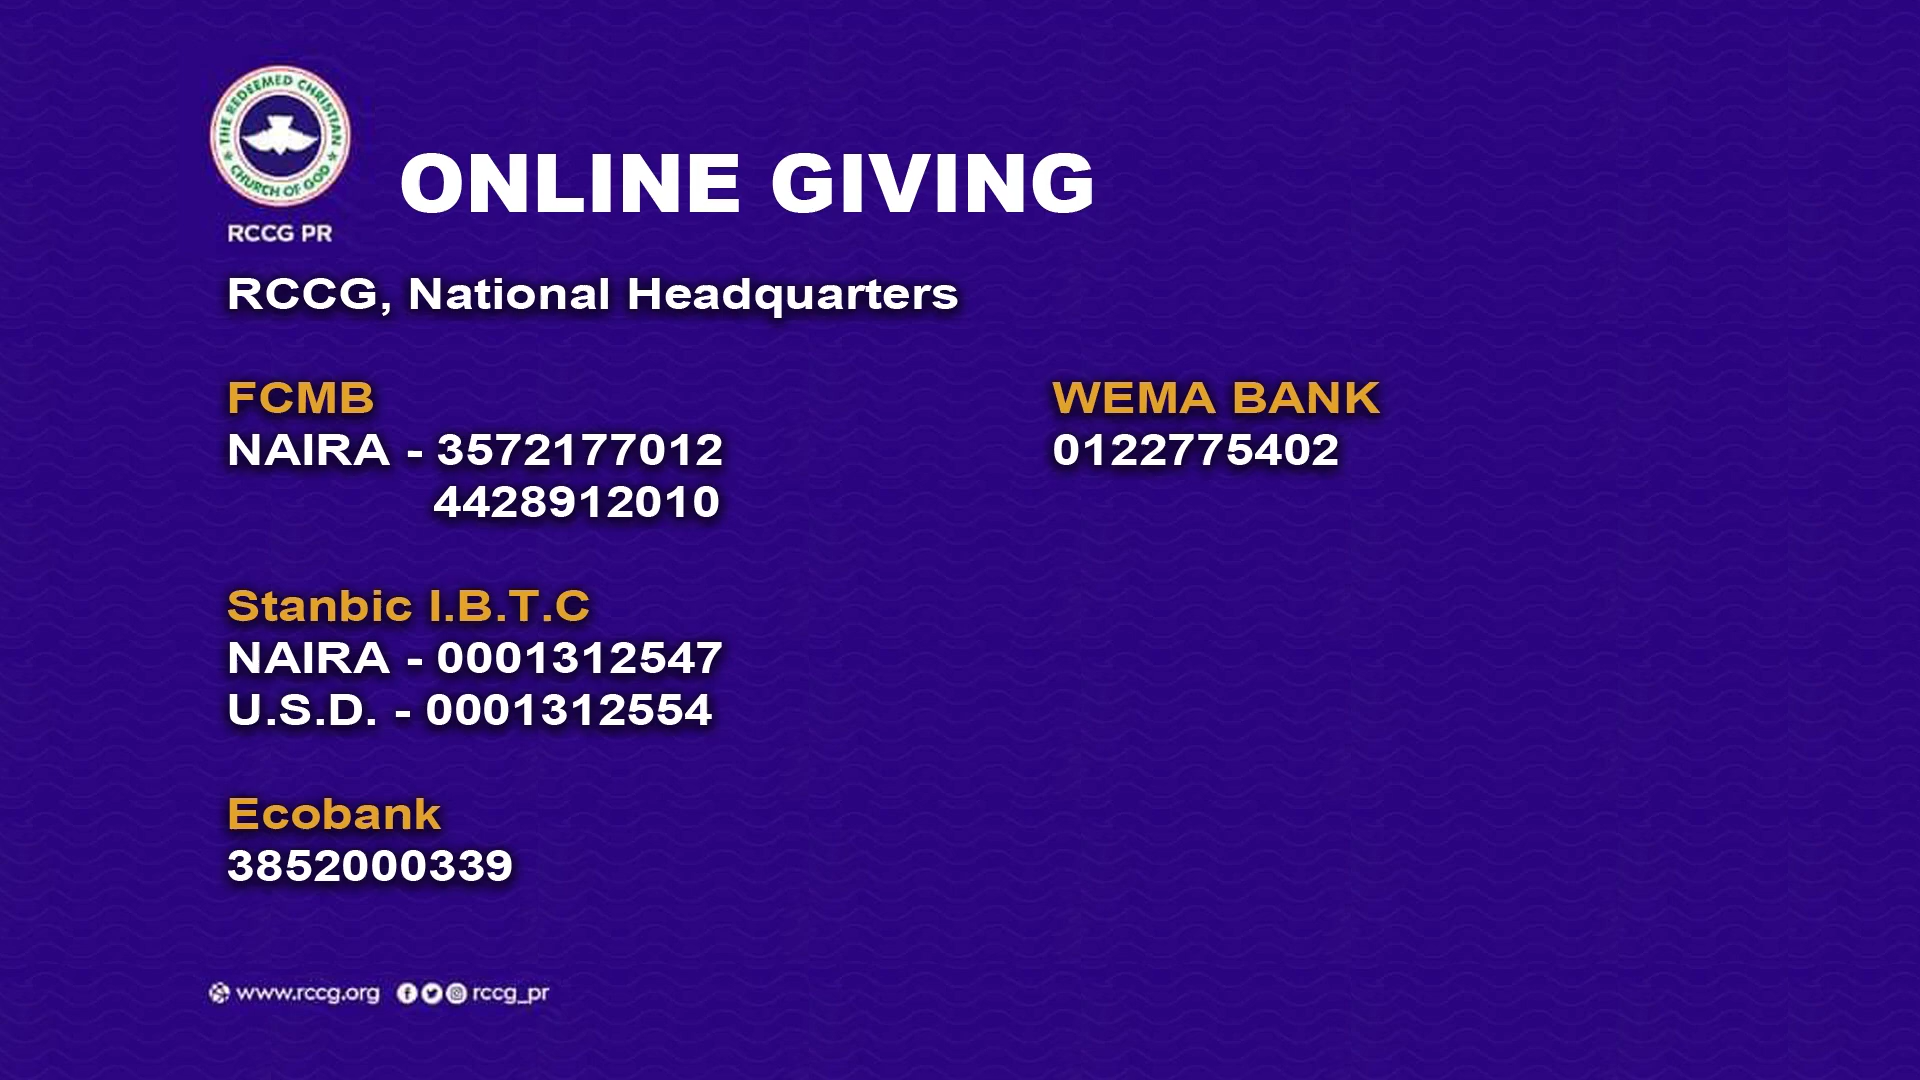 THE REDEEMED CHRISTIAN
CHURCH OF GOD
RCCG PR
ONLINE GIVING
RCCG, National Headquarters
FCMB
NAIRA - 3572177012
4428912010
Stanbic I.B.T.C
NAIRA - 0001312547
U.S.D. - 0001312554
Ecobank
3852000339
WEMA BANK
0122775402
www.rccg.org rccg_pr